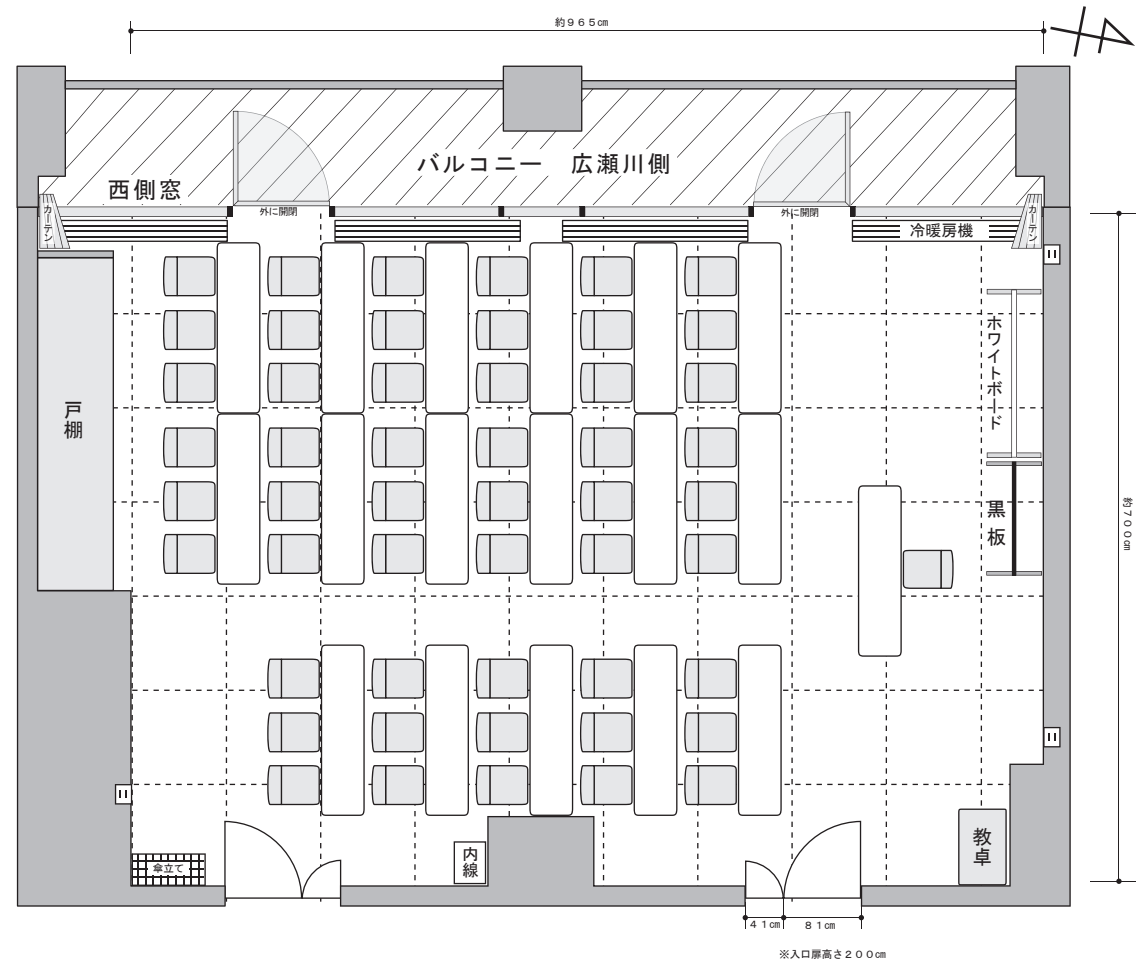 約９６５㎝
バルコニー　広瀬川側
西側窓
外に開閉
外に開閉
カーテン
カーテン
冷暖房機
ホワイトボード
戸棚
黒板
約７００㎝
教卓
内線
傘立て
４１㎝
８１㎝
※入口扉高さ２００㎝